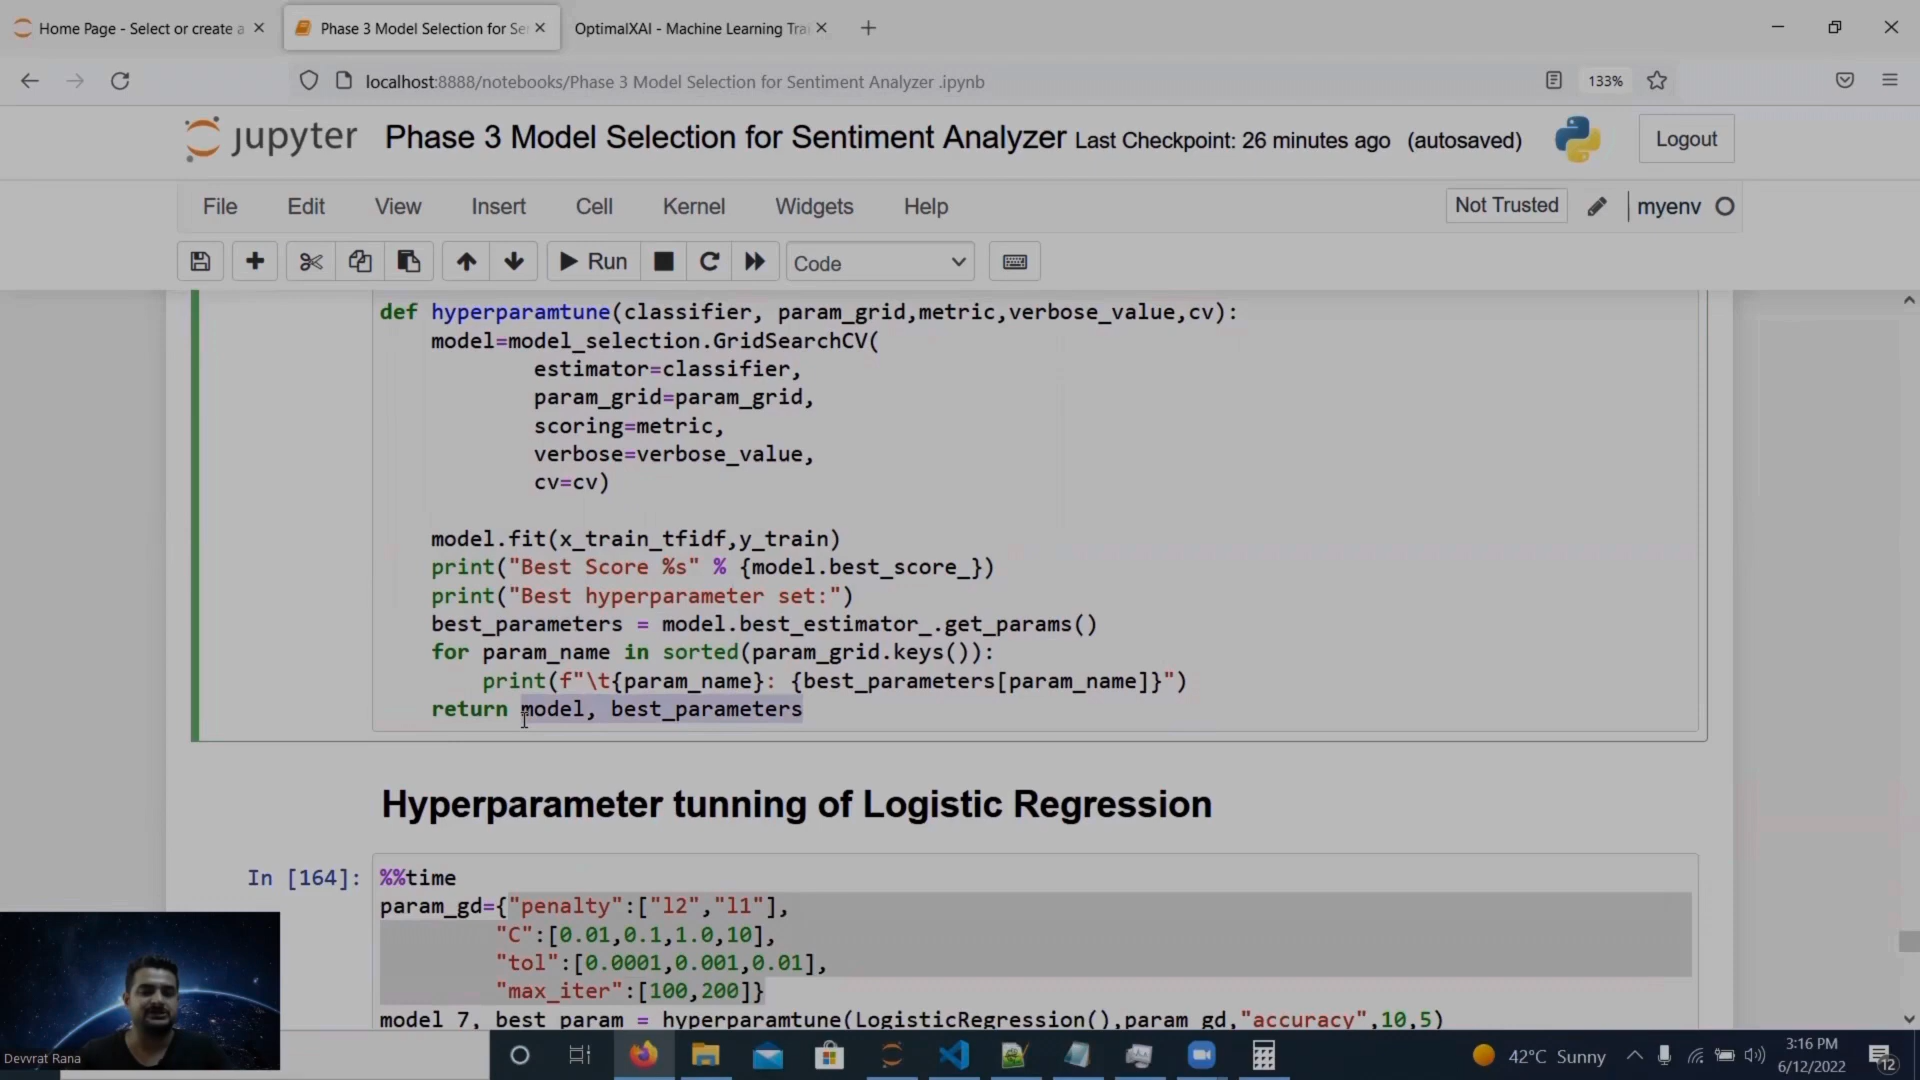 Home Page - Select or create a
Phase 3 Model Selection for Se
OptimalXAI - Machine Learning Tra
localhost:8888/notebooks/Phase 3 Model Selection for Sentiment Analyzer .ipynb
133%
jupyter Phase 3 Model Selection for Sentiment Analyzer Last Checkpoint: 26 minutes ago (autosaved)
Logout
File Edit View Insert Cell Kernel Widgets Help
Not Trusted
myenv
Run
Code
def hyperparamtune(classifier, param_grid,metric,verbose_value,cv):
model=model_selection.GridSearchCV(
estimator=classifier,
param_grid=param_grid,
scoring=metric,
verbose=verbose_value,
cv=cv)
model.fit(x_train_tfidf,y_train)
print("Best Score %s" % {model.best_score_})
print("Best hyperparameter set:")
best_parameters = model.best_estimator_.get_params()
for param_name in sorted(param_grid.keys()):
print(f"\t{param_name}: {best_parameters[param_name]}")
return model, best_parameters
Hyperparameter tunning of Logistic Regression
In [164]:
%%time
param_gd={"penalty":["l2","l1"],
"C":[0.01,0.1,1.0,10],
"tol":[0.0001,0.001,0.01],
"max_iter":[100,200]}
model_7, best_param = hyperparamtune(LogisticRegression(),param_gd,"accuracy",10,5)
Devvrat Rana
42°C Sunny
3:16 PM
6/12/2022
12